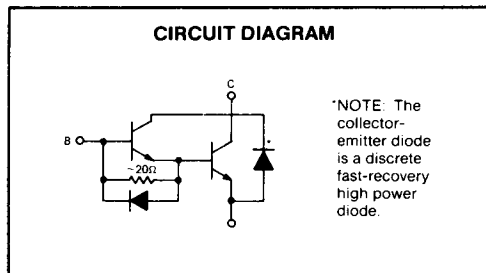 CIRCUIT DIAGRAM
C
B
~20Ω
*
*NOTE: The
collector-
emitter diode
is a discrete
fast-recovery
high power
diode.